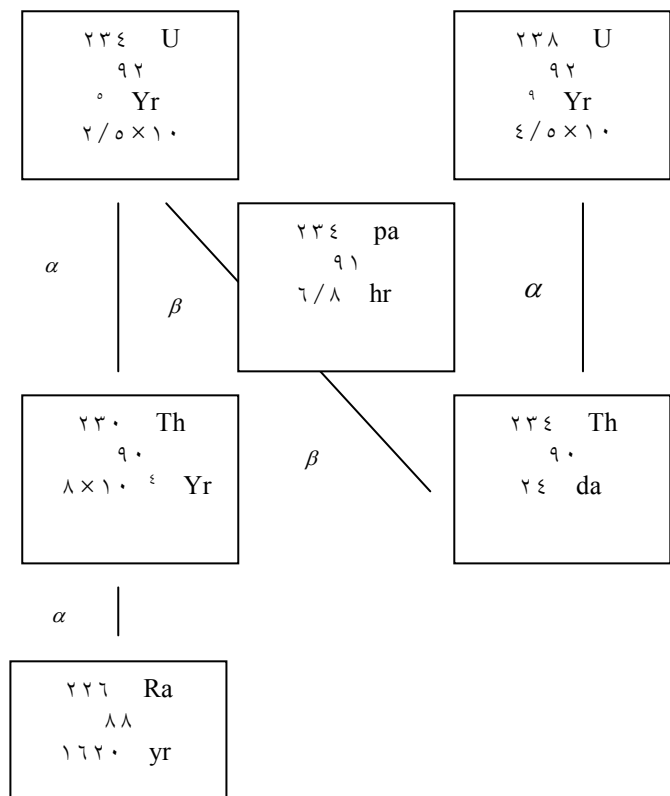 ٢٣٤ U
٩٢
٥ Yr
٢/٥×١٠
٢٣٨ U
٩٢
٩ Yr
٤/٥×١٠
٢٣٤ pa
٩١
٦/٨ hr
α
β
α
٢٣٠ Th
٩٠
٨×١٠ ٤ Yr
β
٢٣٤ Th
٩٠
٢٤ da
α
٢٢٦ Ra
٨٨
١٦٢٠ yr